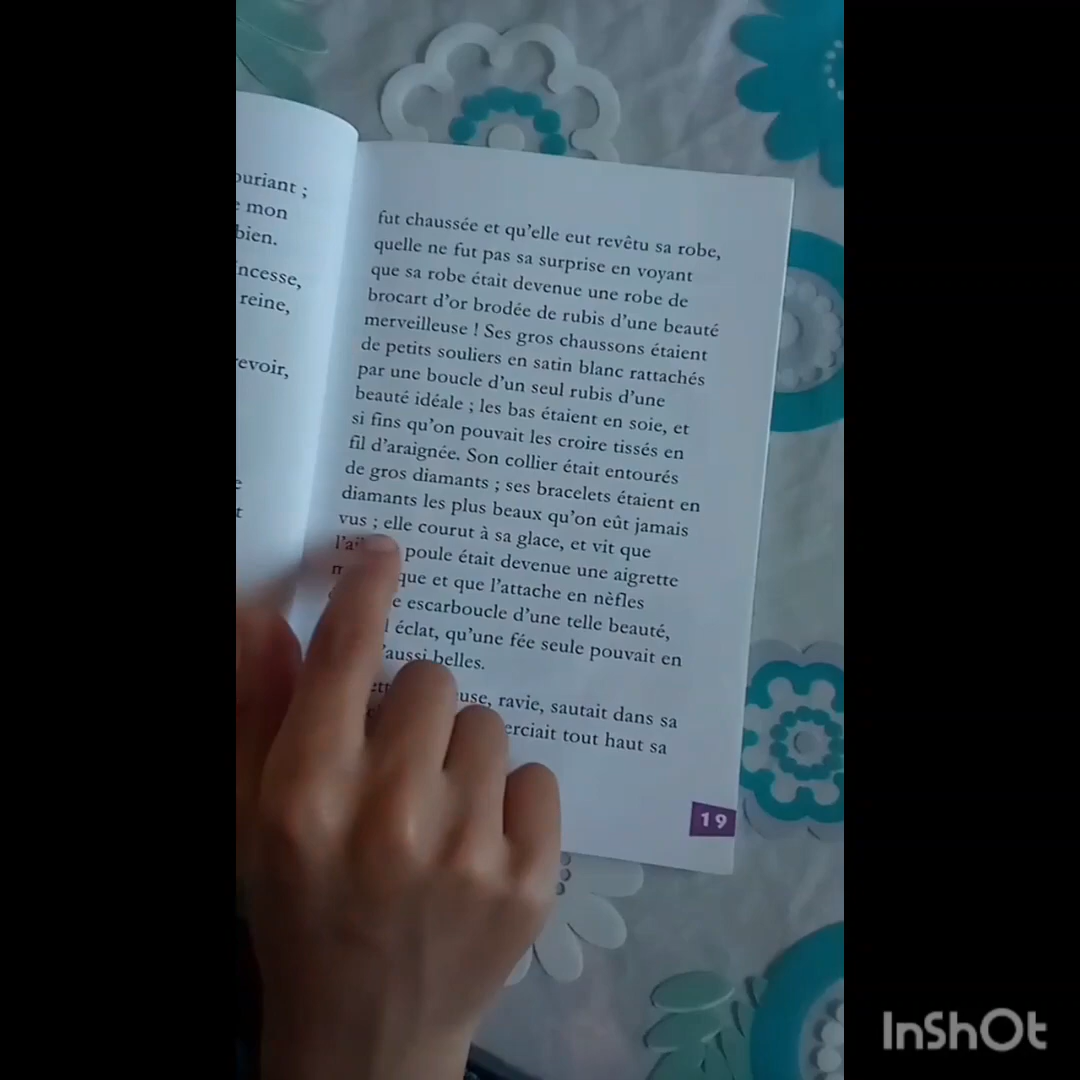 ouriant ;
mon
bien.
ncesse,
reine,
evoir,
fut chaussée et qu'elle eut revêtu sa robe,
quelle ne fut pas sa surprise en voyant
que sa robe était devenue une robe de
brocart d'or brodée de rubis d'une beauté
merveilleuse ! Ses gros chaussons étaient
de petits souliers en satin blanc rattachés
par une boucle d'un seul rubis d'une
beauté idéale ; les bas étaient en soie, et
si fins qu'on pouvait les croire tissés en
fil d'araignée. Son collier était entourés
de gros diamants ; ses bracelets étaient en
diamants les plus beaux qu'on eût jamais
vus ; elle courut à sa glace, et vit que
poule était devenue une aigrette
que et que l'attache en nèfles
escarboucle d'une telle beauté,
éclat, qu'une fée seule pouvait en
aussi belles.
use, ravie, sautait dans sa
erciait tout haut sa
19
InShOt